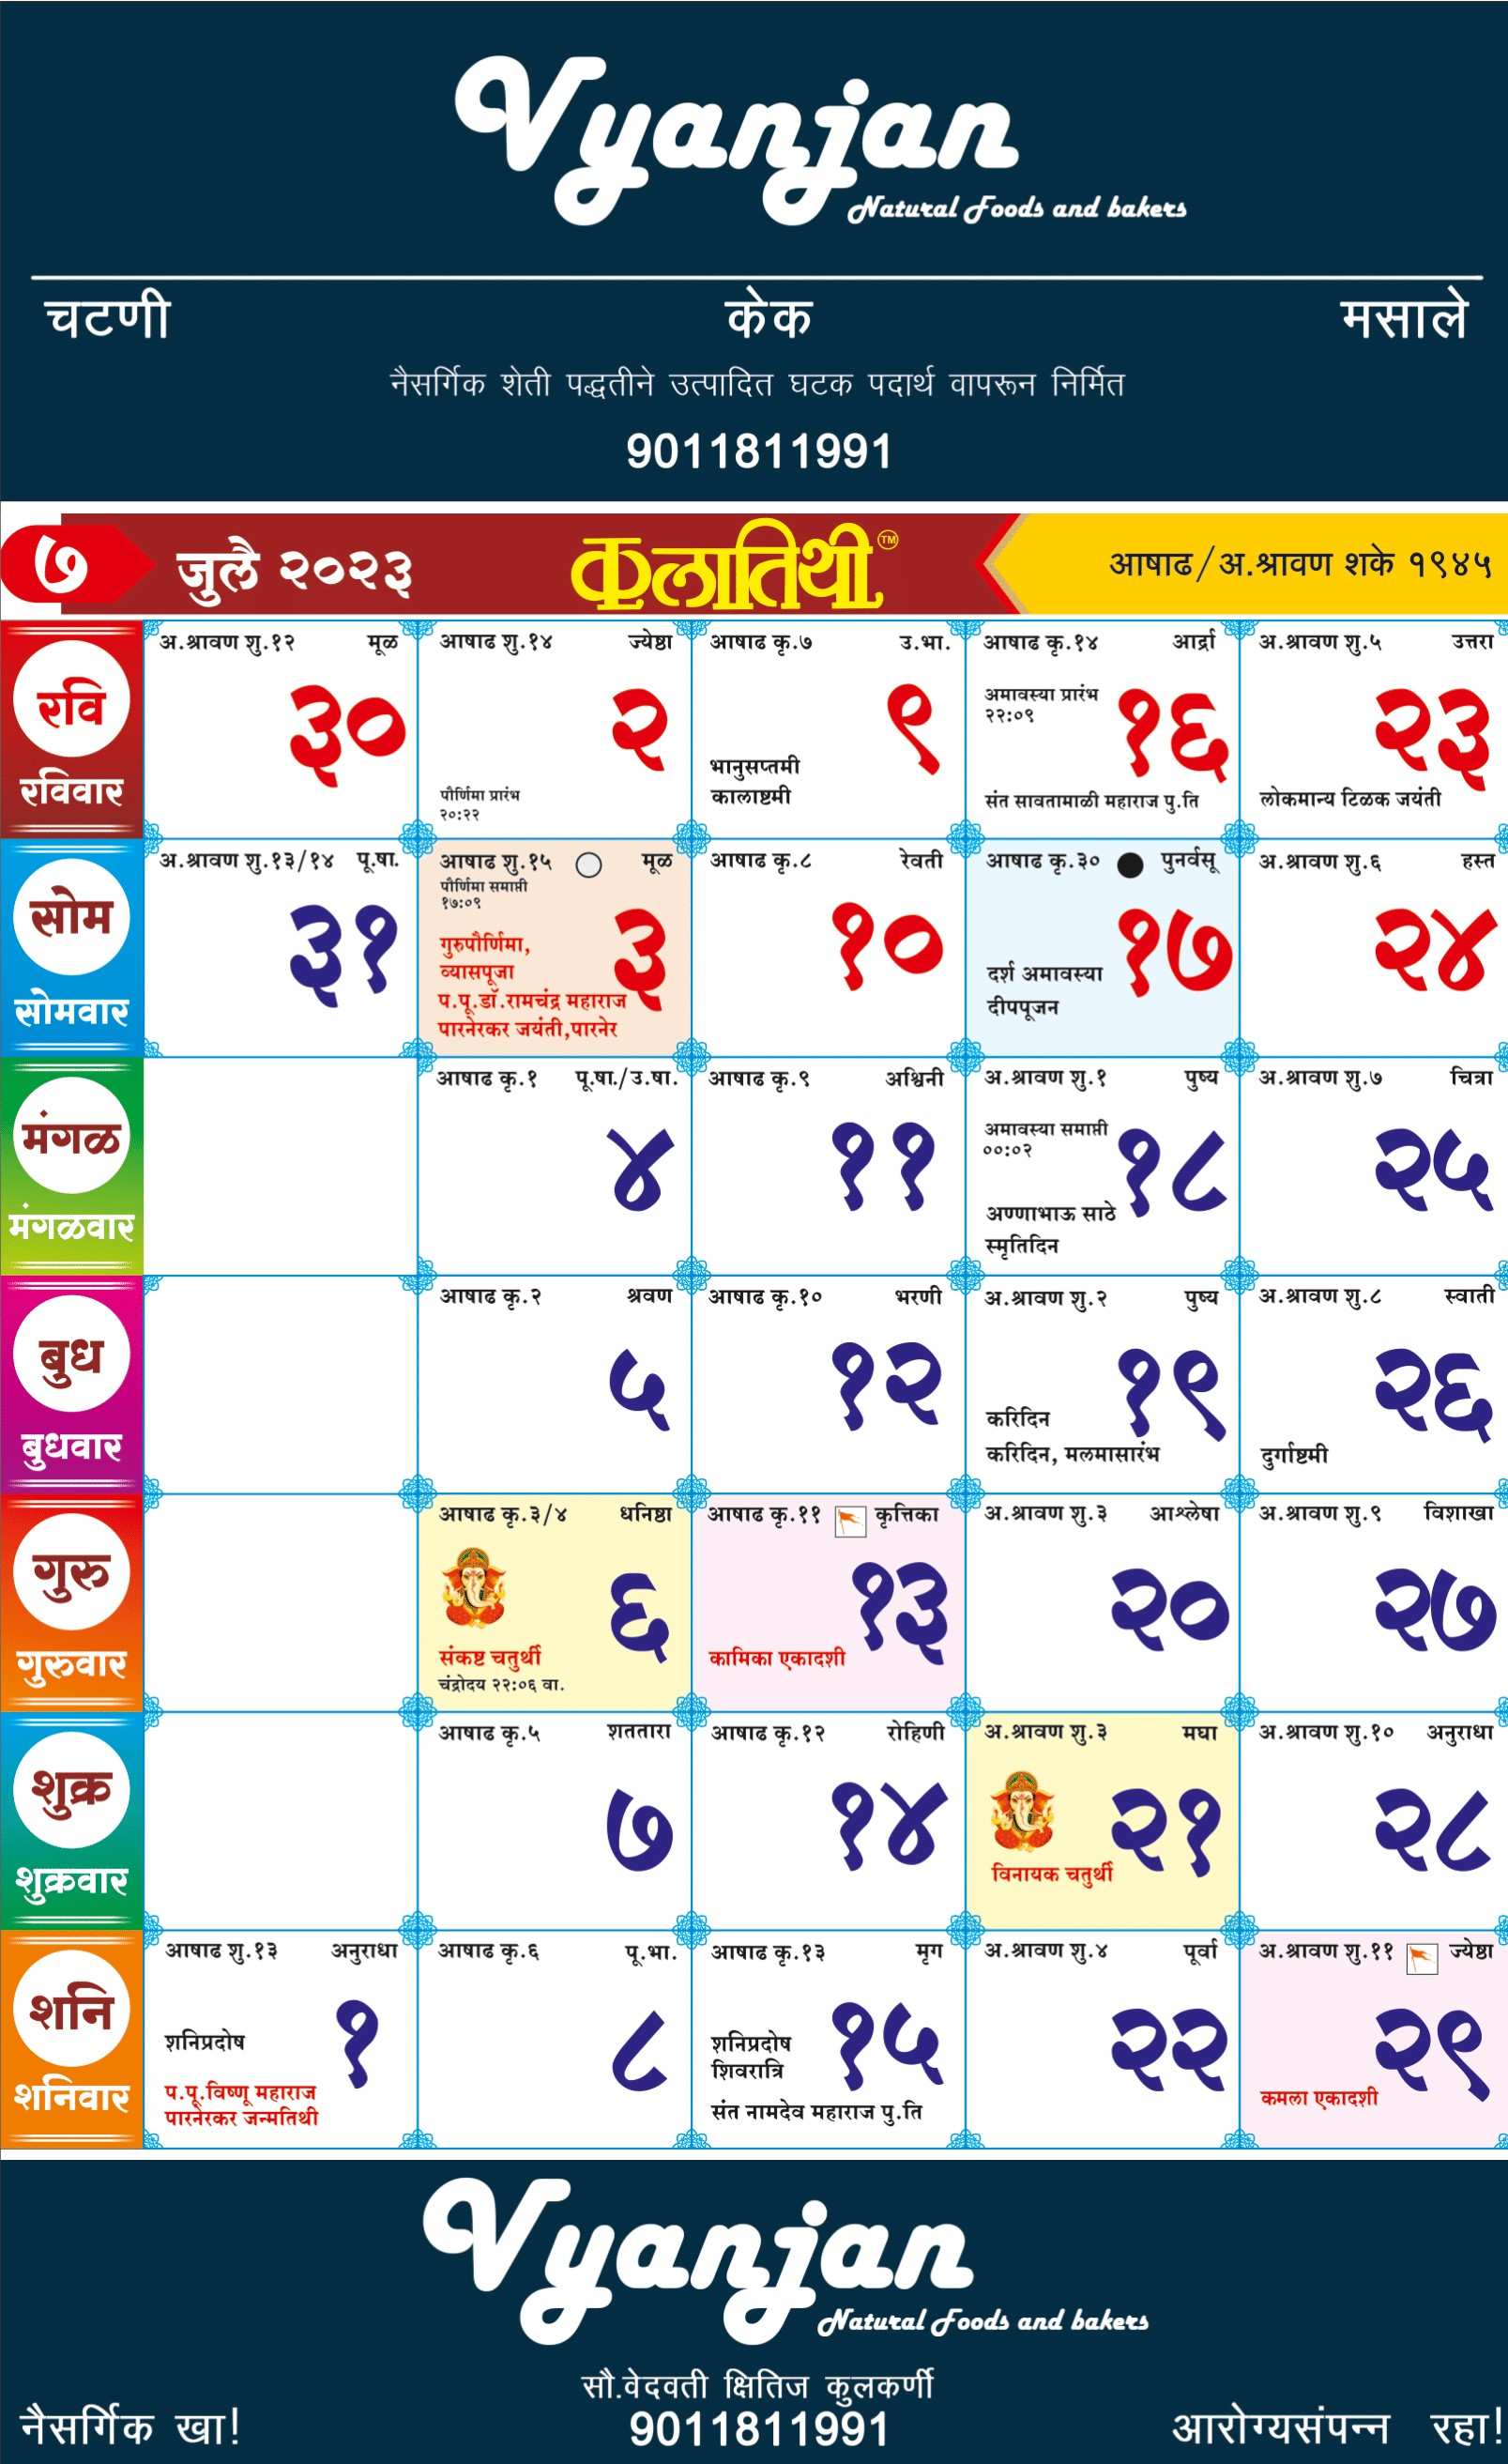 Vyanjan
Natural Foods and bakers
चटणी केक मसाले
नैसर्गिक शेती पद्धतीने उत्पादित घटक पदार्थ वापरून निर्मित
9011811991
७ जुलै २०२३ कलातिथी TM आषाढ/अ.श्रावण शके १९४५
रवि
रविवार
अ.श्रावण शु.१२ मूळ
३०
आषाढ शु.१४ ज्येष्ठा
२
पौर्णिमा प्रारंभ
२०:२२
आषाढ कृ.७ उ.भा.
९
भानुसप्तमी
कालाष्टमी
आषाढ कृ.१४ आर्द्रा
अमावस्या प्रारंभ
२२:०९
१६
संत सावतामाळी महाराज पु.ति
अ.श्रावण शु.५ उत्तरा
२३
लोकमान्य टिळक जयंती
सोम
सोमवार
अ.श्रावण शु.१३/१४ पू.षा.
३१
आषाढ शु.१५ मूळ
पौर्णिमा समाप्ती
१७:०९
३
गुरुपौर्णिमा,
व्यासपूजा
प.पू.डॉ.रामचंद्र महाराज
पारनेरकर जयंती,पारनेर
आषाढ कृ.८ रेवती
१०
आषाढ कृ.३० पुनर्वसू
१७
दर्श अमावस्या
दीपपूजन
अ.श्रावण शु.६ हस्त
२४
मंगळ
मंगळवार
आषाढ कृ.१ पू.षा./उ.षा.
४
आषाढ कृ.९ अश्विनी
११
अ.श्रावण शु.१ पुष्य
अमावस्या समाप्ती
००:०२
१८
अण्णाभाऊ साठे
स्मृतिदिन
अ.श्रावण शु.७ चित्रा
२५
बुध
बुधवार
आषाढ कृ.२ श्रवण
५
आषाढ कृ.१० भरणी
१२
अ.श्रावण शु.२ पुष्य
१९
करिदिन
करिदिन, मलमासारंभ
अ.श्रावण शु.८ स्वाती
२६
दुर्गाष्टमी
गुरु
गुरुवार
आषाढ कृ.३/४ धनिष्ठा
६
संकष्ट चतुर्थी
चंद्रोदय २२:०६ वा.
आषाढ कृ.११ कृत्तिका
१३
कामिका एकादशी
अ.श्रावण शु.३ आश्लेषा
२०
अ.श्रावण शु.९ विशाखा
२७
शुक्र
शुक्रवार
आषाढ कृ.५ शततारा
७
आषाढ कृ.१२ रोहिणी
१४
अ.श्रावण शु.३ मघा
२१
विनायक चतुर्थी
अ.श्रावण शु.१० अनुराधा
२८
शनि
शनिवार
आषाढ शु.१३ अनुराधा
१
शनिप्रदोष
प.पू.विष्णू महाराज
पारनेरकर जन्मतिथी
आषाढ कृ.६ पू.भा.
८
आषाढ कृ.१३ मृग
१५
शनिप्रदोष
शिवरात्रि
संत नामदेव महाराज पु.ति
अ.श्रावण शु.४ पूर्वा
२२
अ.श्रावण शु.११ ज्येष्ठा
२९
कमला एकादशी
Vyanjan
Natural Foods and bakers
सौ.वेदवती क्षितिज कुलकर्णी
नैसर्गिक खा! 9011811991 आरोग्यसंपन्न रहा!